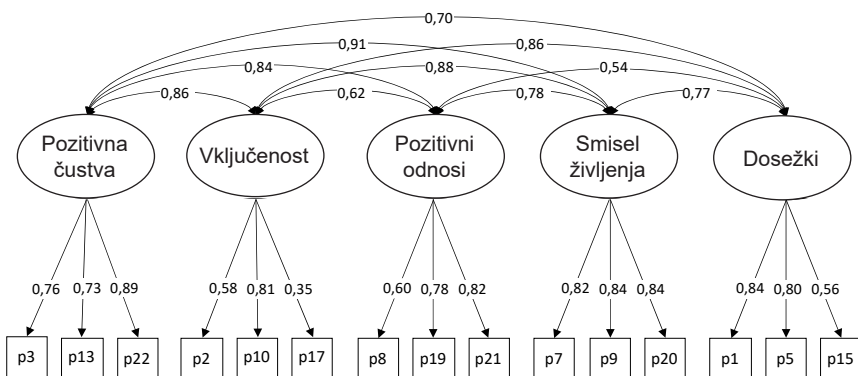 0,70
0,91
0,86
0,84
0,88
0,54
0,86
0,62
0,78
0,77
Pozitivna
čustva
Vključenost
Pozitivni
odnosi
Smisel
življenja
Dosežki
0,76 0,73 0,89 0,58 0,81 0,35 0,60 0,78 0,82 0,82 0,84 0,84 0,84 0,80 0,56
p3 p13 p22 p2 p10 p17 p8 p19 p21 p7 p9 p20 p1 p5 p15